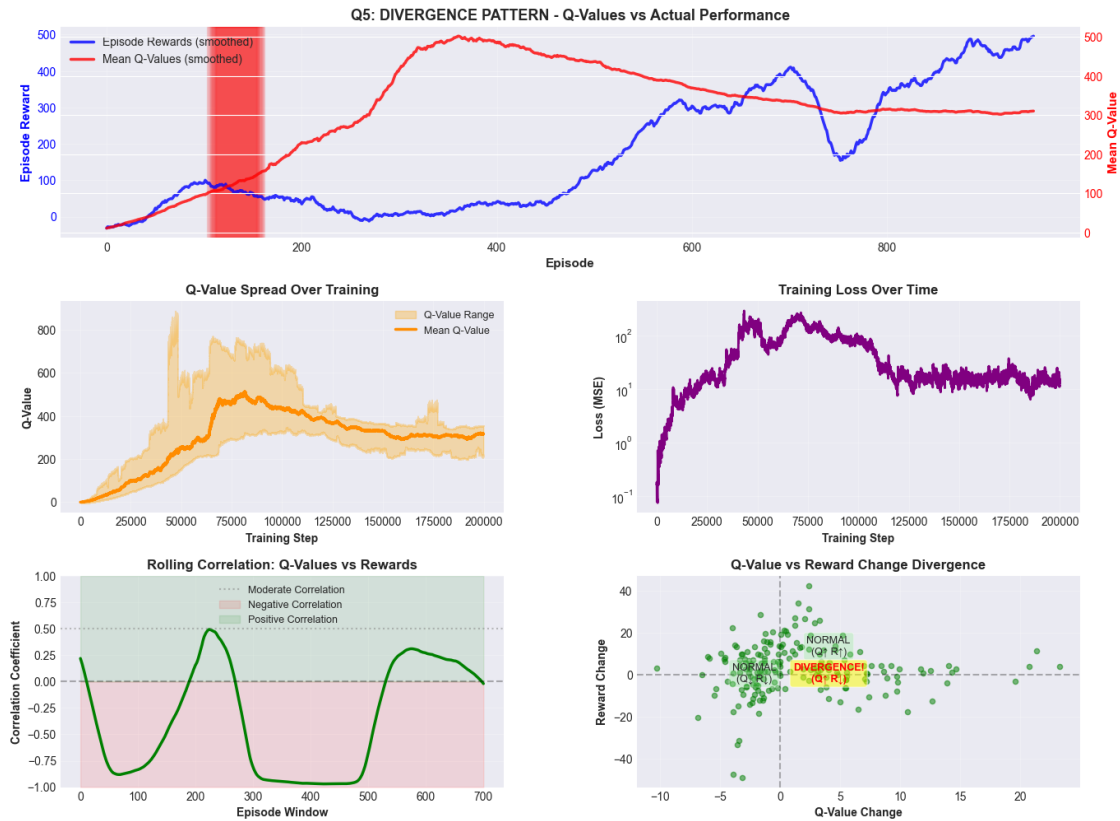 Q5: DIVERGENCE PATTERN - Q-Values vs Actual Performance
Episode Rewards (smoothed)
Mean Q-Values (smoothed)
500
400
300
200
100
0
Episode Reward
500
400
300
200
100
0
Mean Q-Value
0
200
400
600
800
Episode
Q-Value Spread Over Training
Q-Value Range
Mean Q-Value
800
600
400
200
0
Q-Value
0
25000
50000
75000
100000
125000
150000
175000
200000
Training Step
Training Loss Over Time
10²
10¹
10⁰
10⁻¹
Loss (MSE)
0
25000
50000
75000
100000
125000
150000
175000
200000
Training Step
Rolling Correlation: Q-Values vs Rewards
Moderate Correlation
Negative Correlation
Positive Correlation
1.00
0.75
0.50
0.25
0.00
−0.25
−0.50
−0.75
−1.00
Correlation Coefficient
0
100
200
300
400
500
600
700
Episode Window
Q-Value vs Reward Change Divergence
NORMAL
(Q↑ R↑)
NORMAL
(Q↓ R↓)
DIVERGENCE!
(Q↑ R↓)
40
20
0
−20
−40
Reward Change
−10
−5
0
5
10
15
20
Q-Value Change